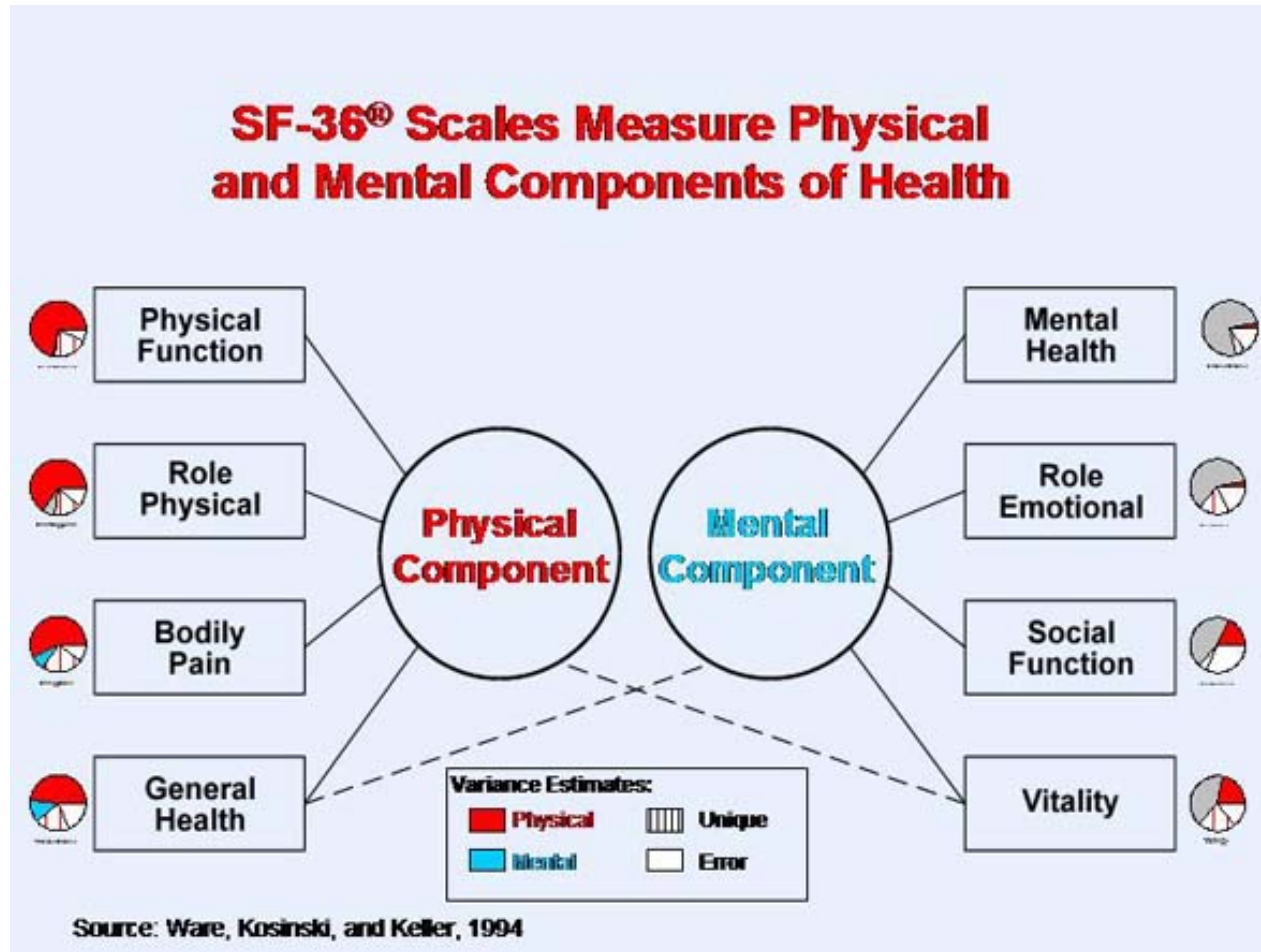 SF-36® Scales Measure Physical
and Mental Components of Health
Physical
Function
Role
Physical
Bodily
Pain
General
Health
Physical
Component
Mental
Component
Mental
Health
Role
Emotional
Social
Function
Vitality
Variance Estimates:
Physical
Unique
Mental
Error
Source: Ware, Kosinski, and Keller, 1994